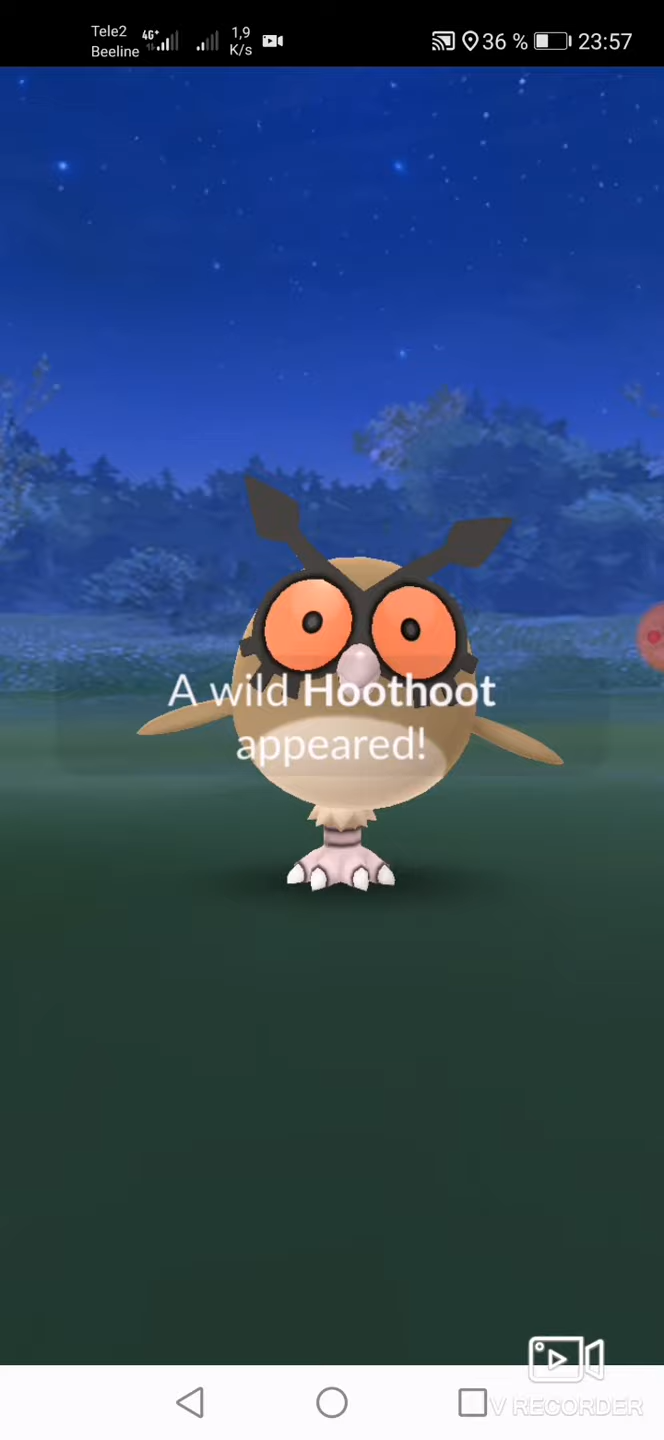 Tele2
Beeline
4G+
1,9
K/s
36 %
23:57
A wild Hoothoot
appeared!
V RECORDER